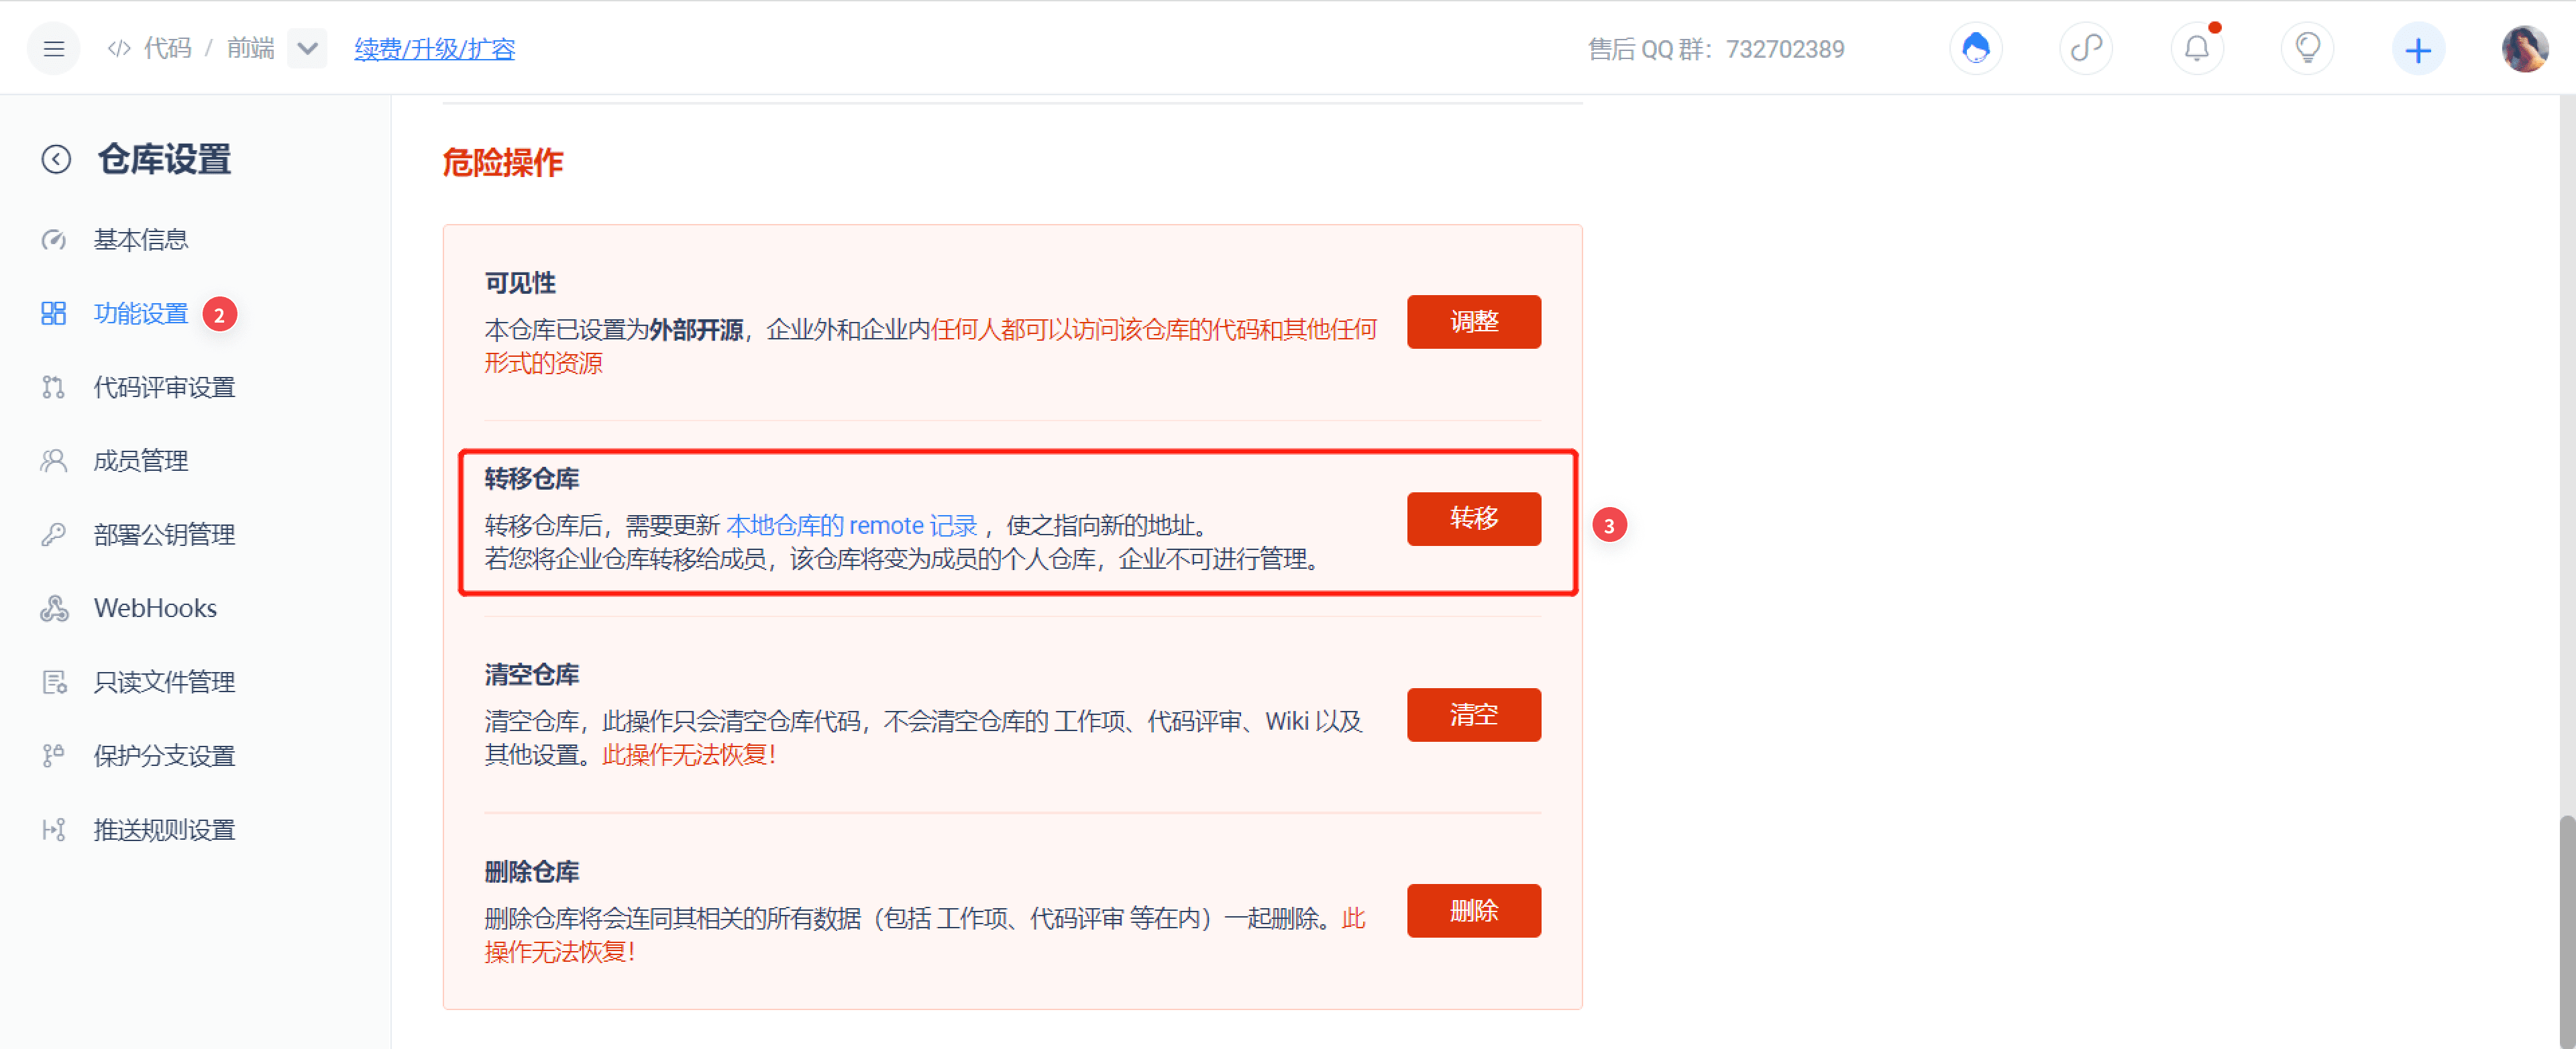 代码 / 前端
续费/升级/扩容
售后 QQ 群：732702389
仓库设置
基本信息
功能设置
2
代码评审设置
成员管理
部署公钥管理
WebHooks
只读文件管理
保护分支设置
推送规则设置
危险操作
可见性
本仓库已设置为外部开源，企业外和企业内任何人都可以访问该仓库的代码和其他任何
形式的资源
调整
转移仓库
转移仓库后，需要更新 本地仓库的 remote 记录 ，使之指向新的地址。
若您将企业仓库转移给成员，该仓库将变为成员的个人仓库，企业不可进行管理。
转移
3
清空仓库
清空仓库，此操作只会清空仓库代码，不会清空仓库的 工作项、代码评审、Wiki 以及
其他设置。此操作无法恢复！
清空
删除仓库
删除仓库将会连同其相关的所有数据（包括 工作项、代码评审 等在内）一起删除。此
操作无法恢复！
删除